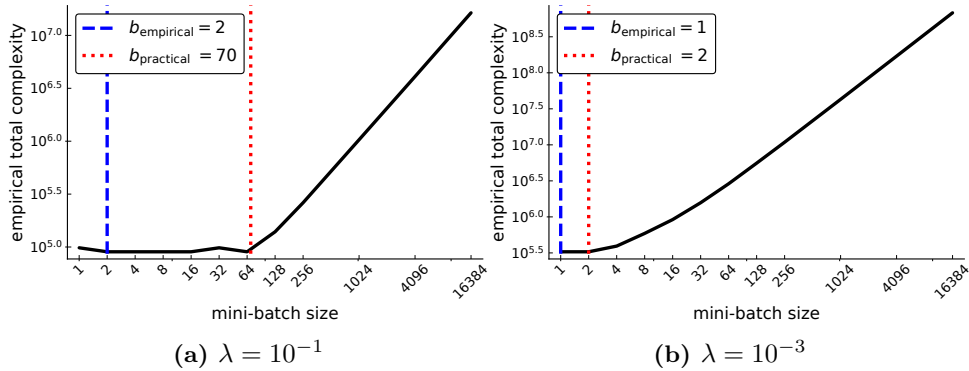 b_empirical = 2
b_practical = 70
empirical total complexity
10^7.0
10^6.5
10^6.0
10^5.5
10^5.0
1 2 4 8 16 32 64 128 256 1024 4096 16384
mini-batch size
(a) λ = 10^−1
b_empirical = 1
b_practical = 2
empirical total complexity
10^8.5
10^8.0
10^7.5
10^7.0
10^6.5
10^6.0
10^5.5
1 2 4 8 16 32 64 128 256 1024 4096 16384
mini-batch size
(b) λ = 10^−3